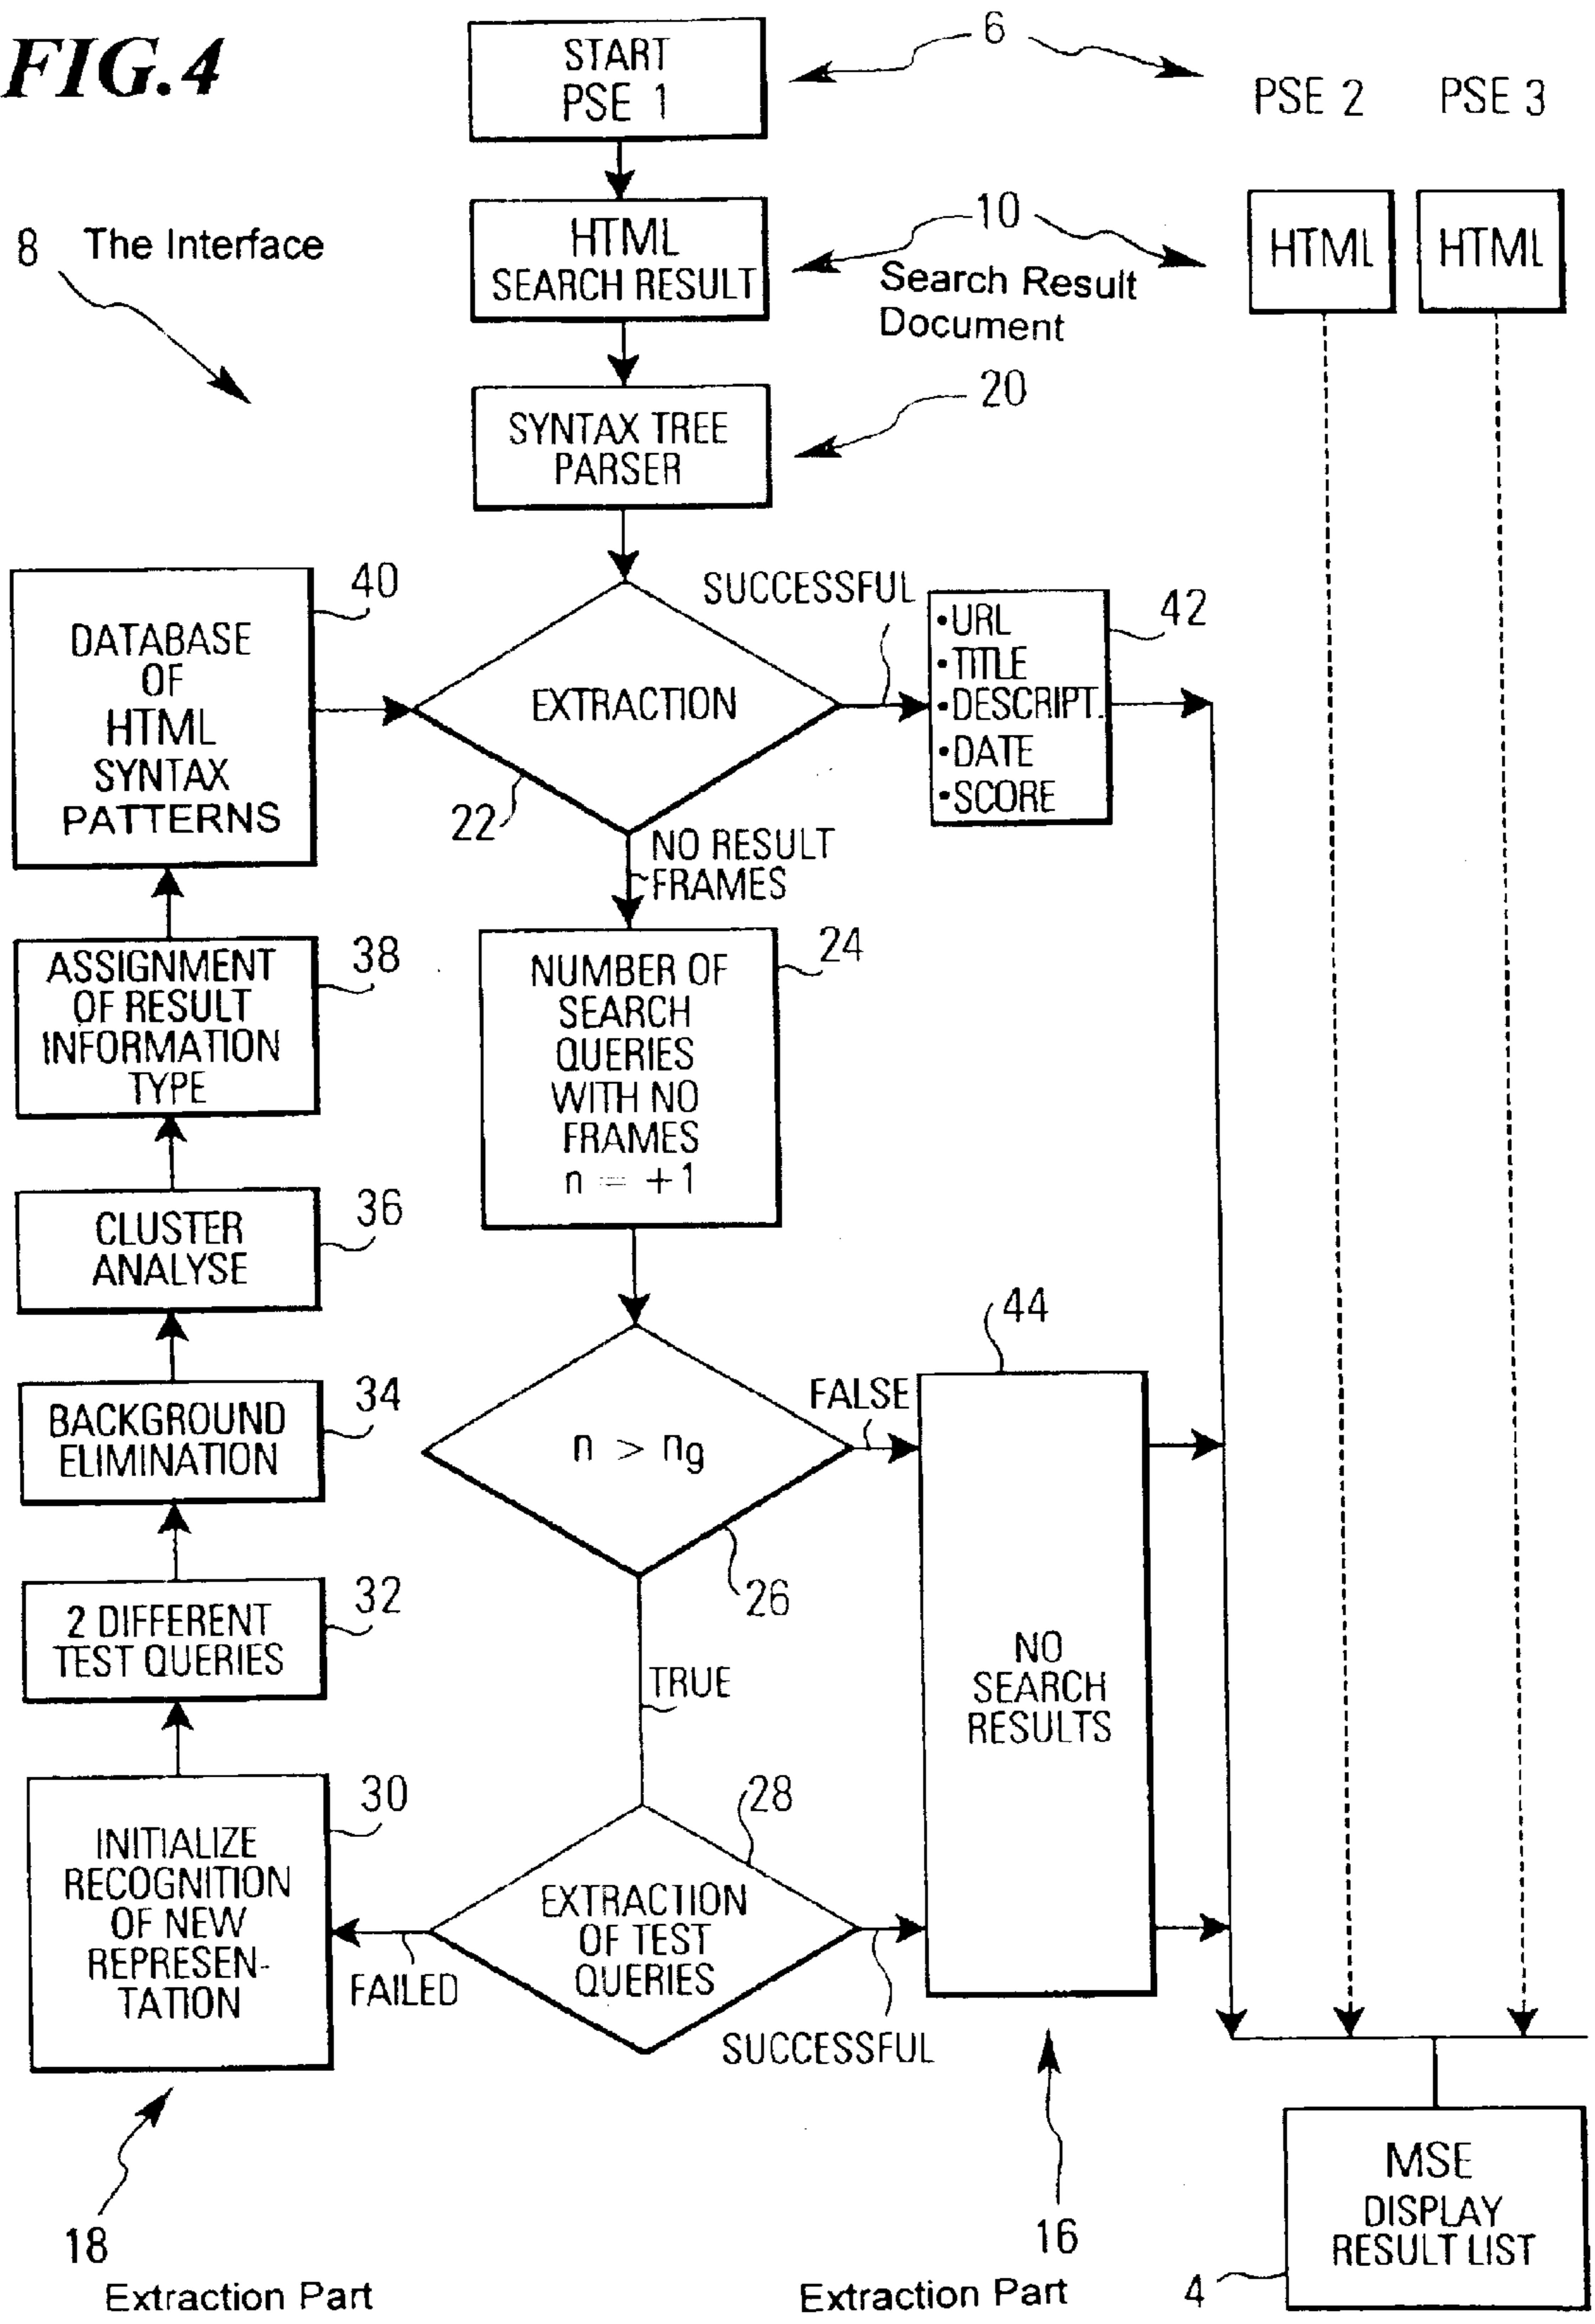 FIG.4
START
PSE 1
6
PSE 2
PSE 3
8 The Interface
HTML
SEARCH RESULT
10
Search Result
Document
HTML
HTML
SYNTAX TREE
PARSER
20
DATABASE
OF
HTML
SYNTAX
PATTERNS
40
EXTRACTION
22
SUCCESSFUL
•URL
•TITLE
•DESCRIPT.
•DATE
•SCORE
42
NO RESULT
FRAMES
ASSIGNMENT
OF RESULT
INFORMATION
TYPE
38
NUMBER OF
SEARCH
QUERIES
WITH NO
FRAMES
n = +1
24
CLUSTER
ANALYSE
36
BACKGROUND
ELIMINATION
34
n > ng
26
FALSE
44
NO
SEARCH
RESULTS
2 DIFFERENT
TEST QUERIES
32
TRUE
INITIALIZE
RECOGNITION
OF NEW
REPRESEN-
TATION
30
FAILED
EXTRACTION
OF TEST
QUERIES
28
SUCCESSFUL
18
Extraction Part
16
Extraction Part
MSE
DISPLAY
RESULT LIST
4